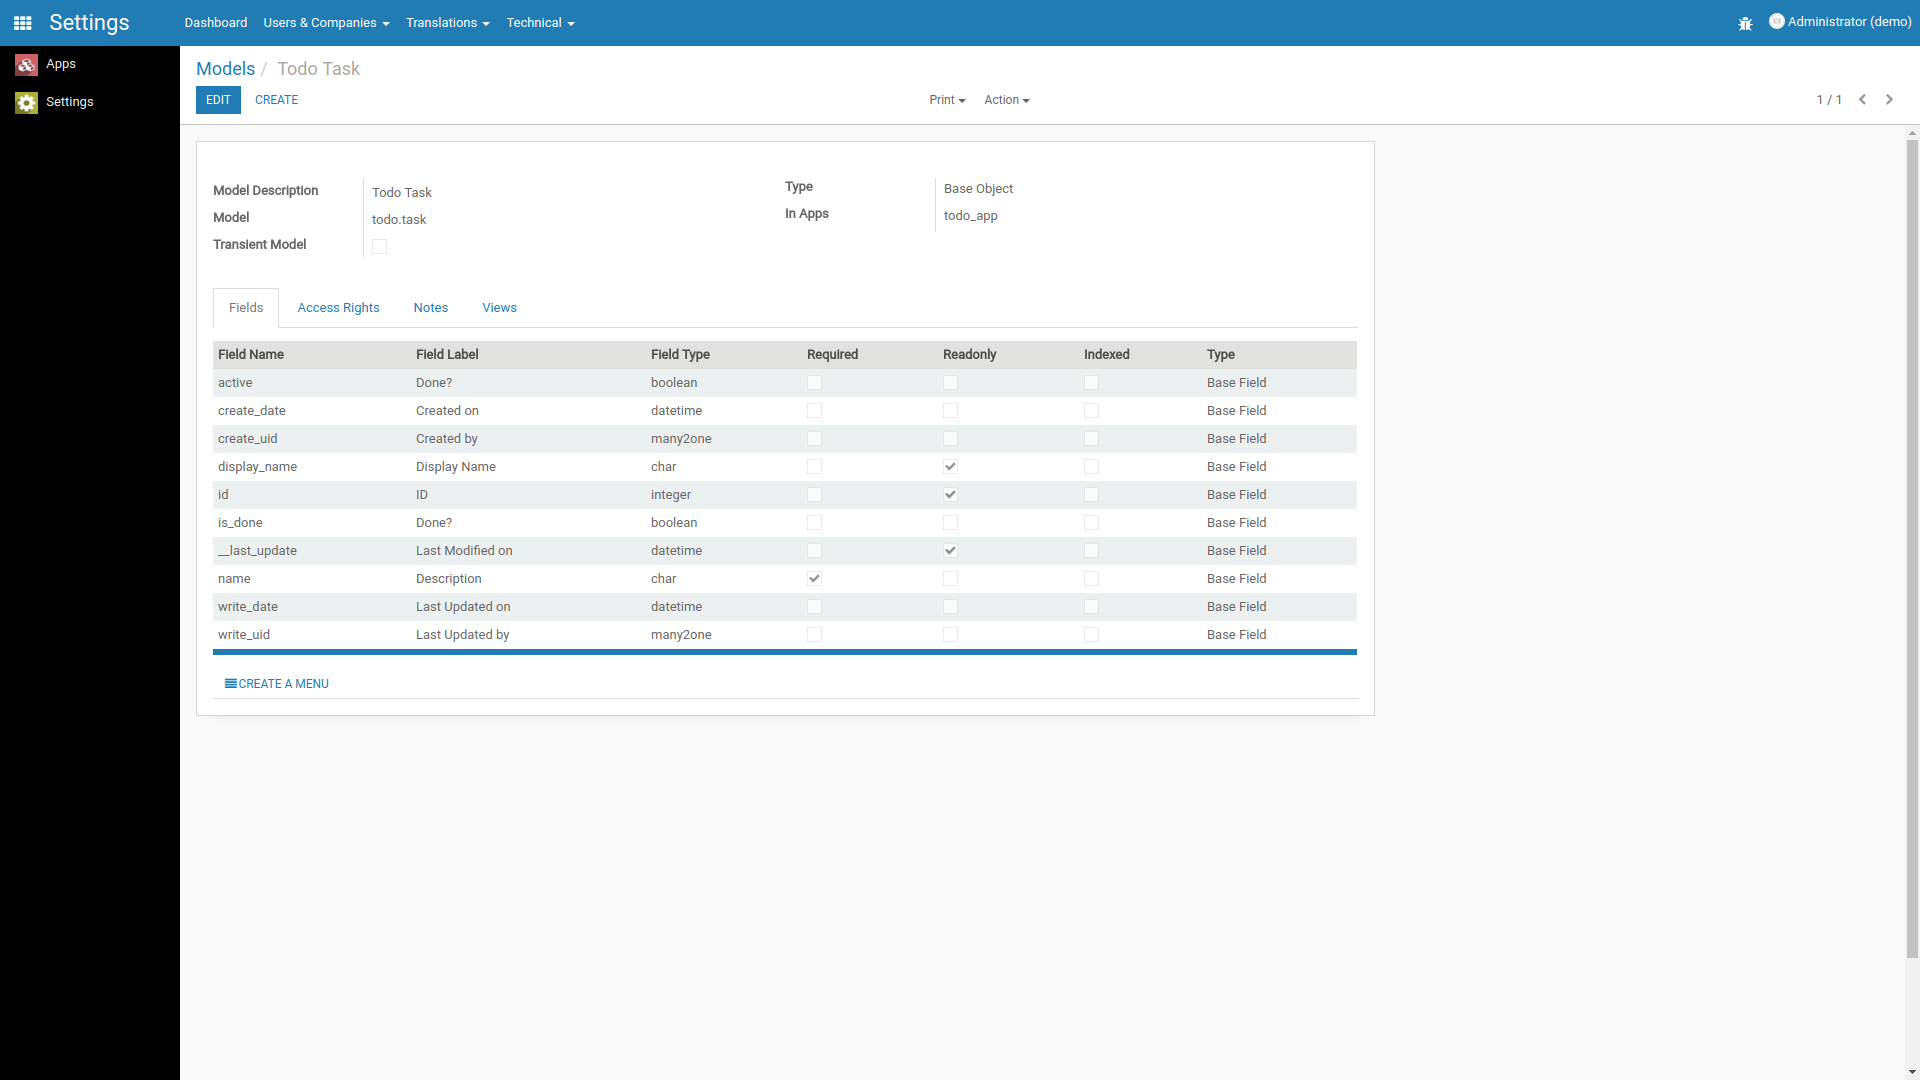 Settings Dashboard Users & Companies Translations Technical Administrator (demo)
Apps
Settings
Models / Todo Task
EDIT CREATE Print Action 1 / 1
Model Description Todo Task
Model todo.task
Transient Model
Type Base Object
In Apps todo_app
Fields Access Rights Notes Views
Field Name Field Label Field Type Required Readonly Indexed Type
active Done? boolean Base Field
create_date Created on datetime Base Field
create_uid Created by many2one Base Field
display_name Display Name char Base Field
id ID integer Base Field
is_done Done? boolean Base Field
__last_update Last Modified on datetime Base Field
name Description char Base Field
write_date Last Updated on datetime Base Field
write_uid Last Updated by many2one Base Field
CREATE A MENU